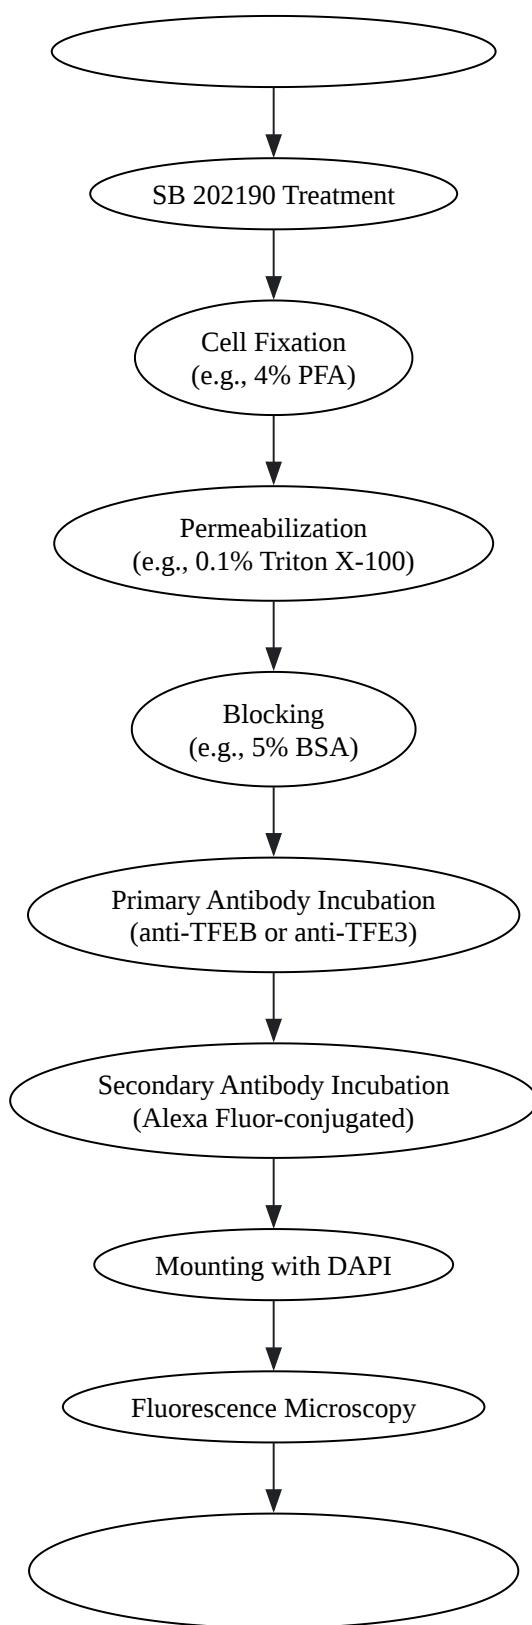 SB 202190 Treatment
Cell Fixation
(e.g., 4% PFA)
Permeabilization
(e.g., 0.1% Triton X-100)
Blocking
(e.g., 5% BSA)
Primary Antibody Incubation
(anti-TFEB or anti-TFE3)
Secondary Antibody Incubation
(Alexa Fluor-conjugated)
Mounting with DAPI
Fluorescence Microscopy